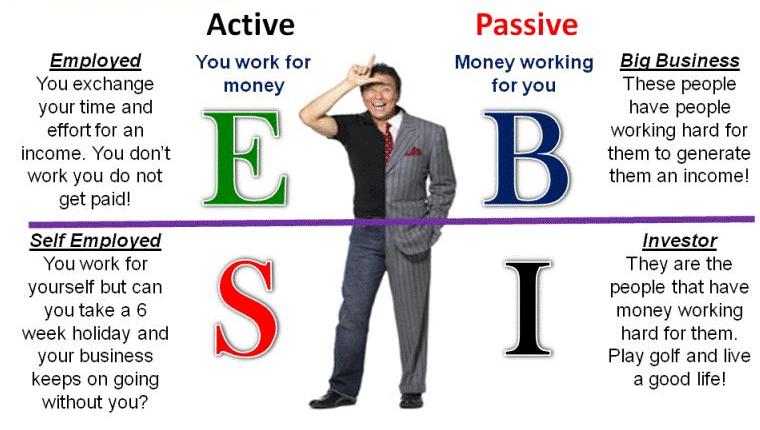 Active
Passive
Employed
You exchange
your time and
effort for an
income. You don't
work you do not
get paid!
You work for
money
E
Money working
for you
B
Big Business
These people
have people
working hard for
them to generate
them an income!
Self Employed
You work for
yourself but can
you take a 6
week holiday and
your business
keeps on going
without you?
S
I
Investor
They are the
people that have
money working
hard for them.
Play golf and live
a good life!